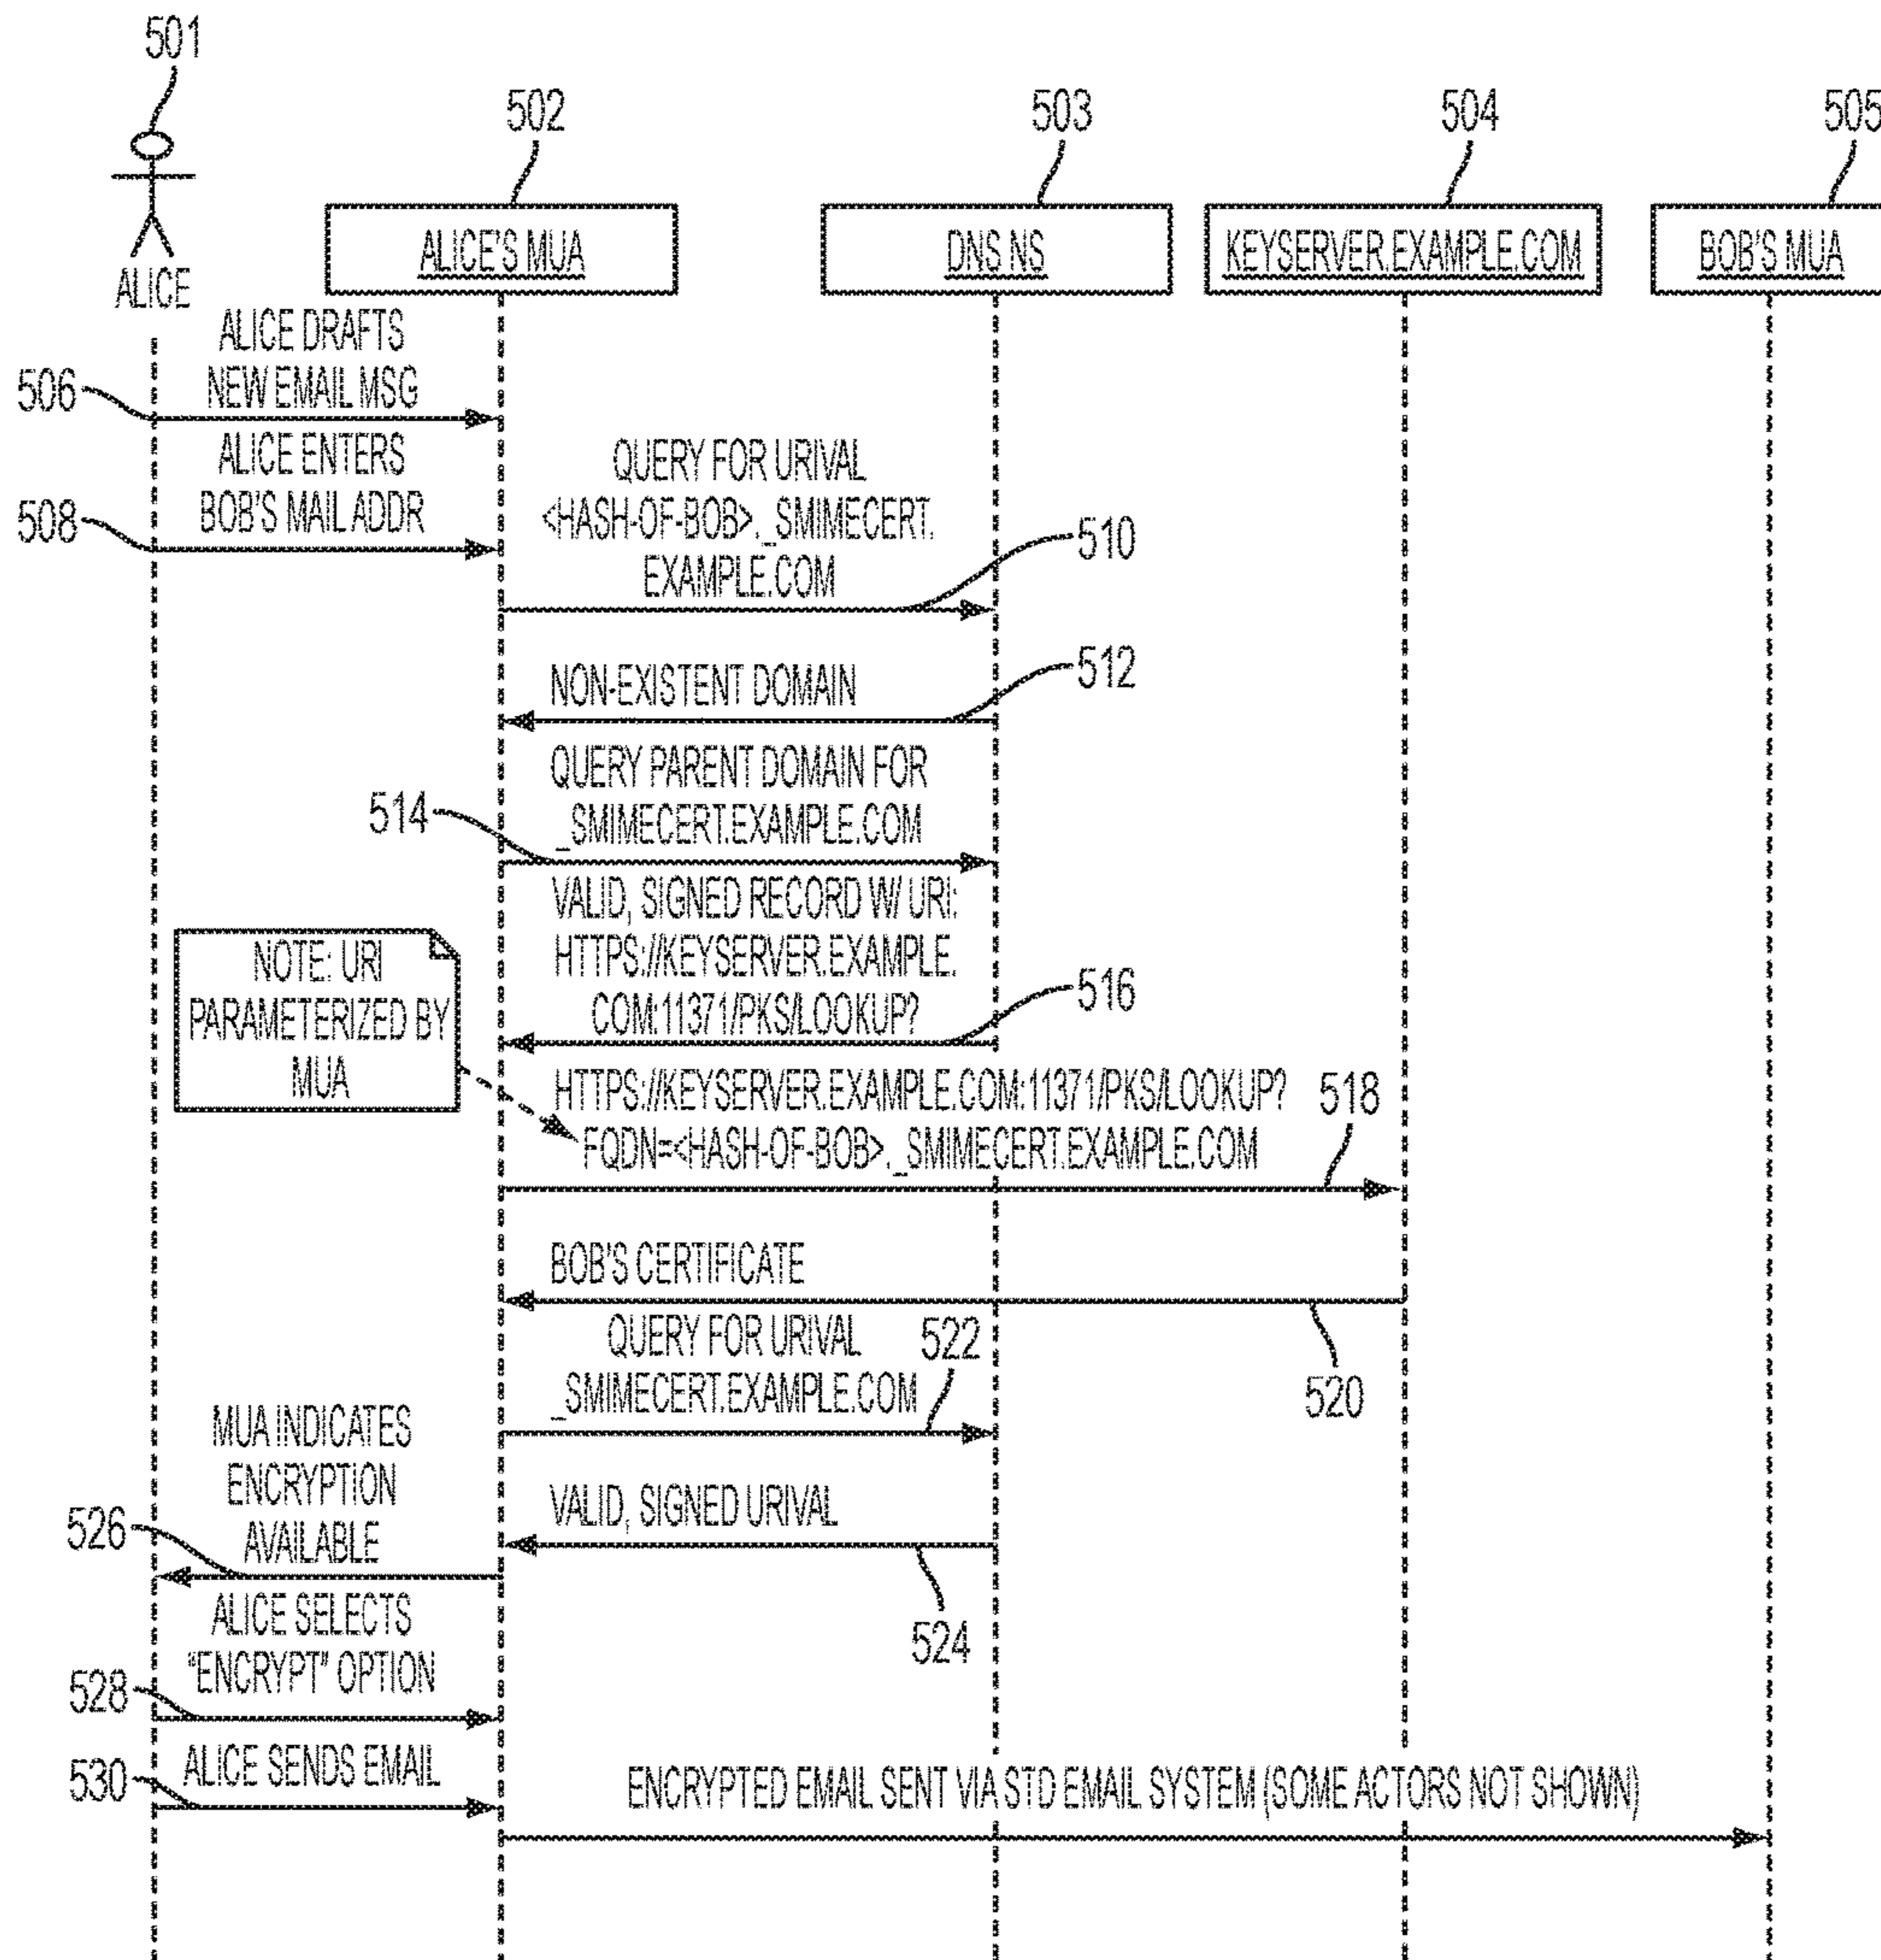 501
502
503
504
505
ALICE'S MUA
DNS NS
KEYSERVER.EXAMPLE.COM
BOB'S MUA
ALICE
ALICE DRAFTS
NEW EMAIL MSG
506
ALICE ENTERS
BOB'S MAIL ADDR
508
QUERY FOR URIVAL
<HASH-OF-BOB>._SMIMECERT.
EXAMPLE.COM
510
NON-EXISTENT DOMAIN
512
QUERY PARENT DOMAIN FOR
_SMIMECERT.EXAMPLE.COM
514
VALID, SIGNED RECORD W/ URI:
HTTPS://KEYSERVER.EXAMPLE.
COM:11371/PKS/LOOKUP?
516
NOTE: URI
PARAMETERIZED BY
MUA
HTTPS://KEYSERVER.EXAMPLE.COM:11371/PKS/LOOKUP?
FQDN=<HASH-OF-BOB>._SMIMECERT.EXAMPLE.COM
518
BOB'S CERTIFICATE
520
QUERY FOR URIVAL
_SMIMECERT.EXAMPLE.COM
522
VALID, SIGNED URIVAL
524
MUA INDICATES
ENCRYPTION
AVAILABLE
526
ALICE SELECTS
"ENCRYPT" OPTION
528
ALICE SENDS EMAIL
530
ENCRYPTED EMAIL SENT VIA STD EMAIL SYSTEM (SOME ACTORS NOT SHOWN)